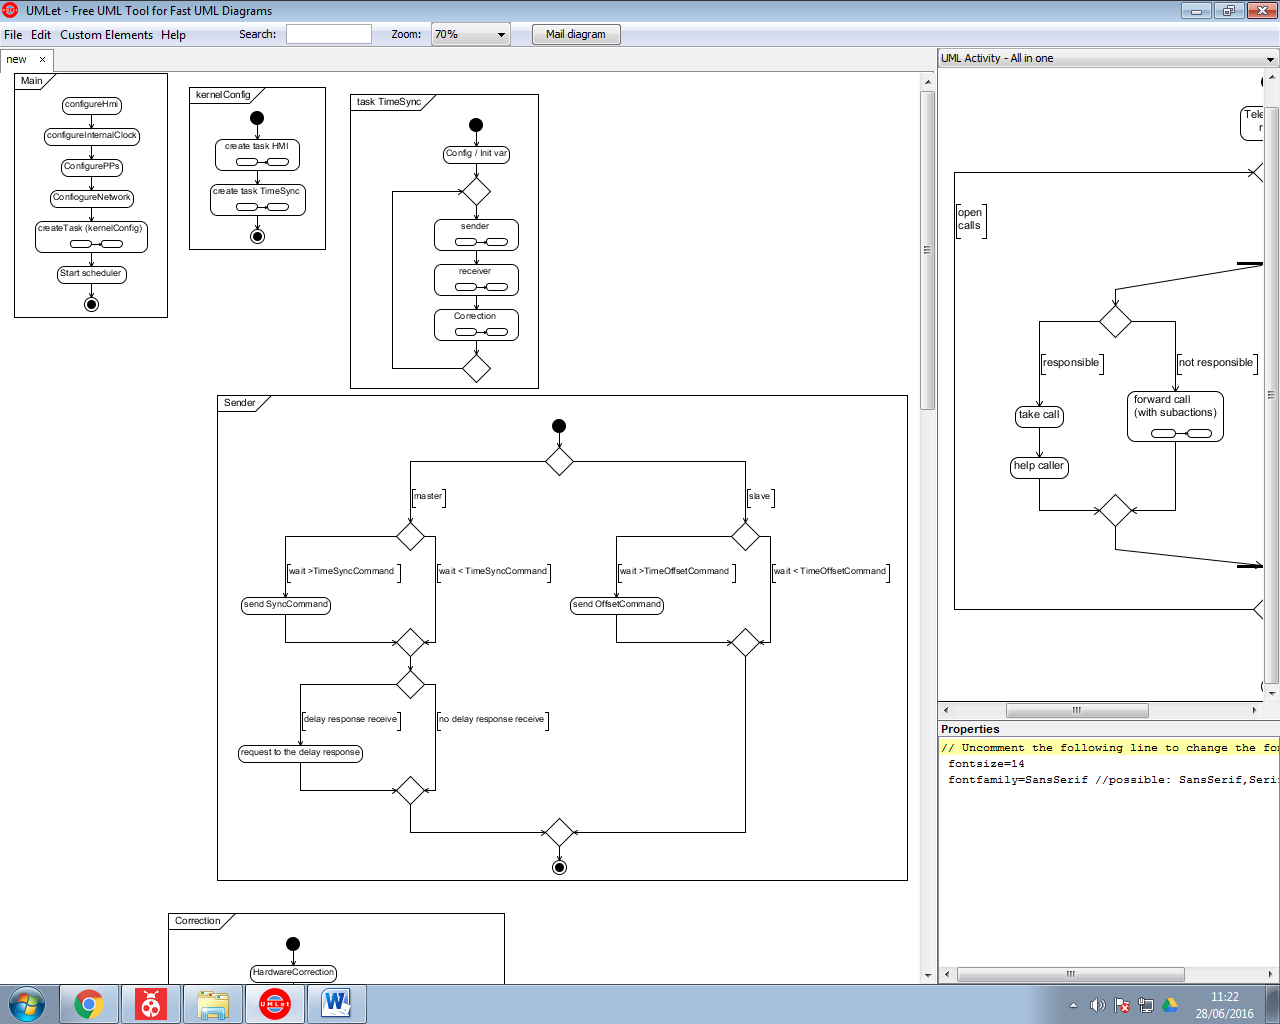 UMLet - Free UML Tool for Fast UML Diagrams
File Edit Custom Elements Help Search: Zoom: 70% Mail diagram
new ×
UML Activity - All in one
Main
configureHmi
configureInternalClock
ConfigurePPs
ConfiogureNetwork
createTask (kernelConfig)
Start scheduler
kernelConfig
create task HMI
create task TimeSync
task TimeSync
Config / Init var
sender
receiver
Correction
Sender
master
slave
wait >TimeSyncCommand
wait < TimeSyncCommand
wait >TimeOffsetCommand
wait < TimeOffsetCommand
send SyncCommand
send OffsetCommand
delay response receive
no delay response receive
request to the delay response
Correction
HardwareCorrection
Tele
r
open
calls
responsible
not responsible
take call
forward call
(with subactions)
help caller
Properties
// Uncomment the following line to change the fon
fontsize=14
fontfamily=SansSerif //possible: SansSerif,Seri
UMLet
11:22
28/06/2016